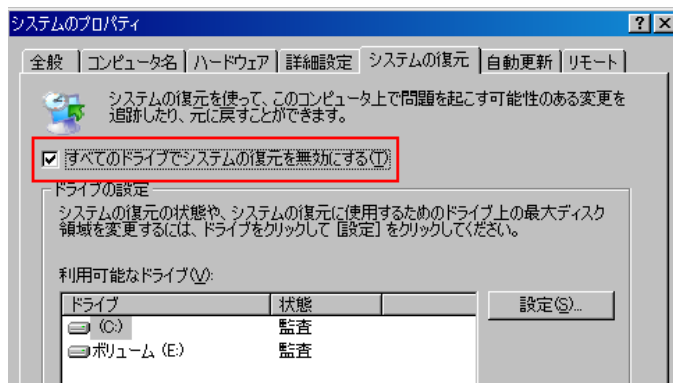 システムのプロパティ
全般
コンピュータ名
ハードウェア
詳細設定
システムの復元
自動更新
リモート
システムの復元を使って、このコンピュータ上で問題を起こす可能性のある変更を
追跡したり、元に戻すことができます。
すべてのドライブでシステムの復元を無効にする(T)
ドライブの設定
システムの復元の状態や、システムの復元に使用するためのドライブ上の最大ディスク
領域を変更するには、ドライブをクリックして [設定] をクリックしてください。
利用可能なドライブ(V):
ドライブ 状態
(C:) 監査
ボリューム (E:) 監査
設定(S)...